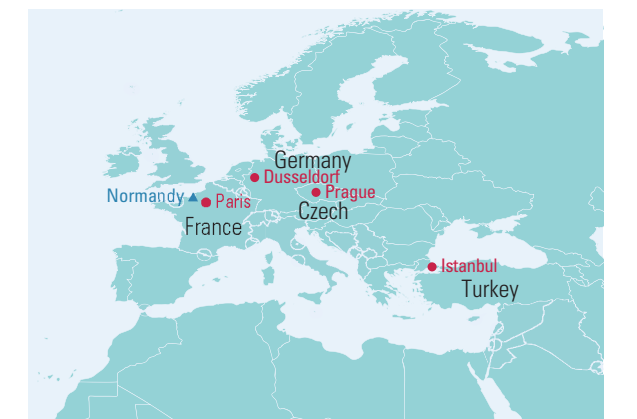 Germany
Dusseldorf
Prague
Normandy
Paris
Czech
France
Istanbul
Turkey